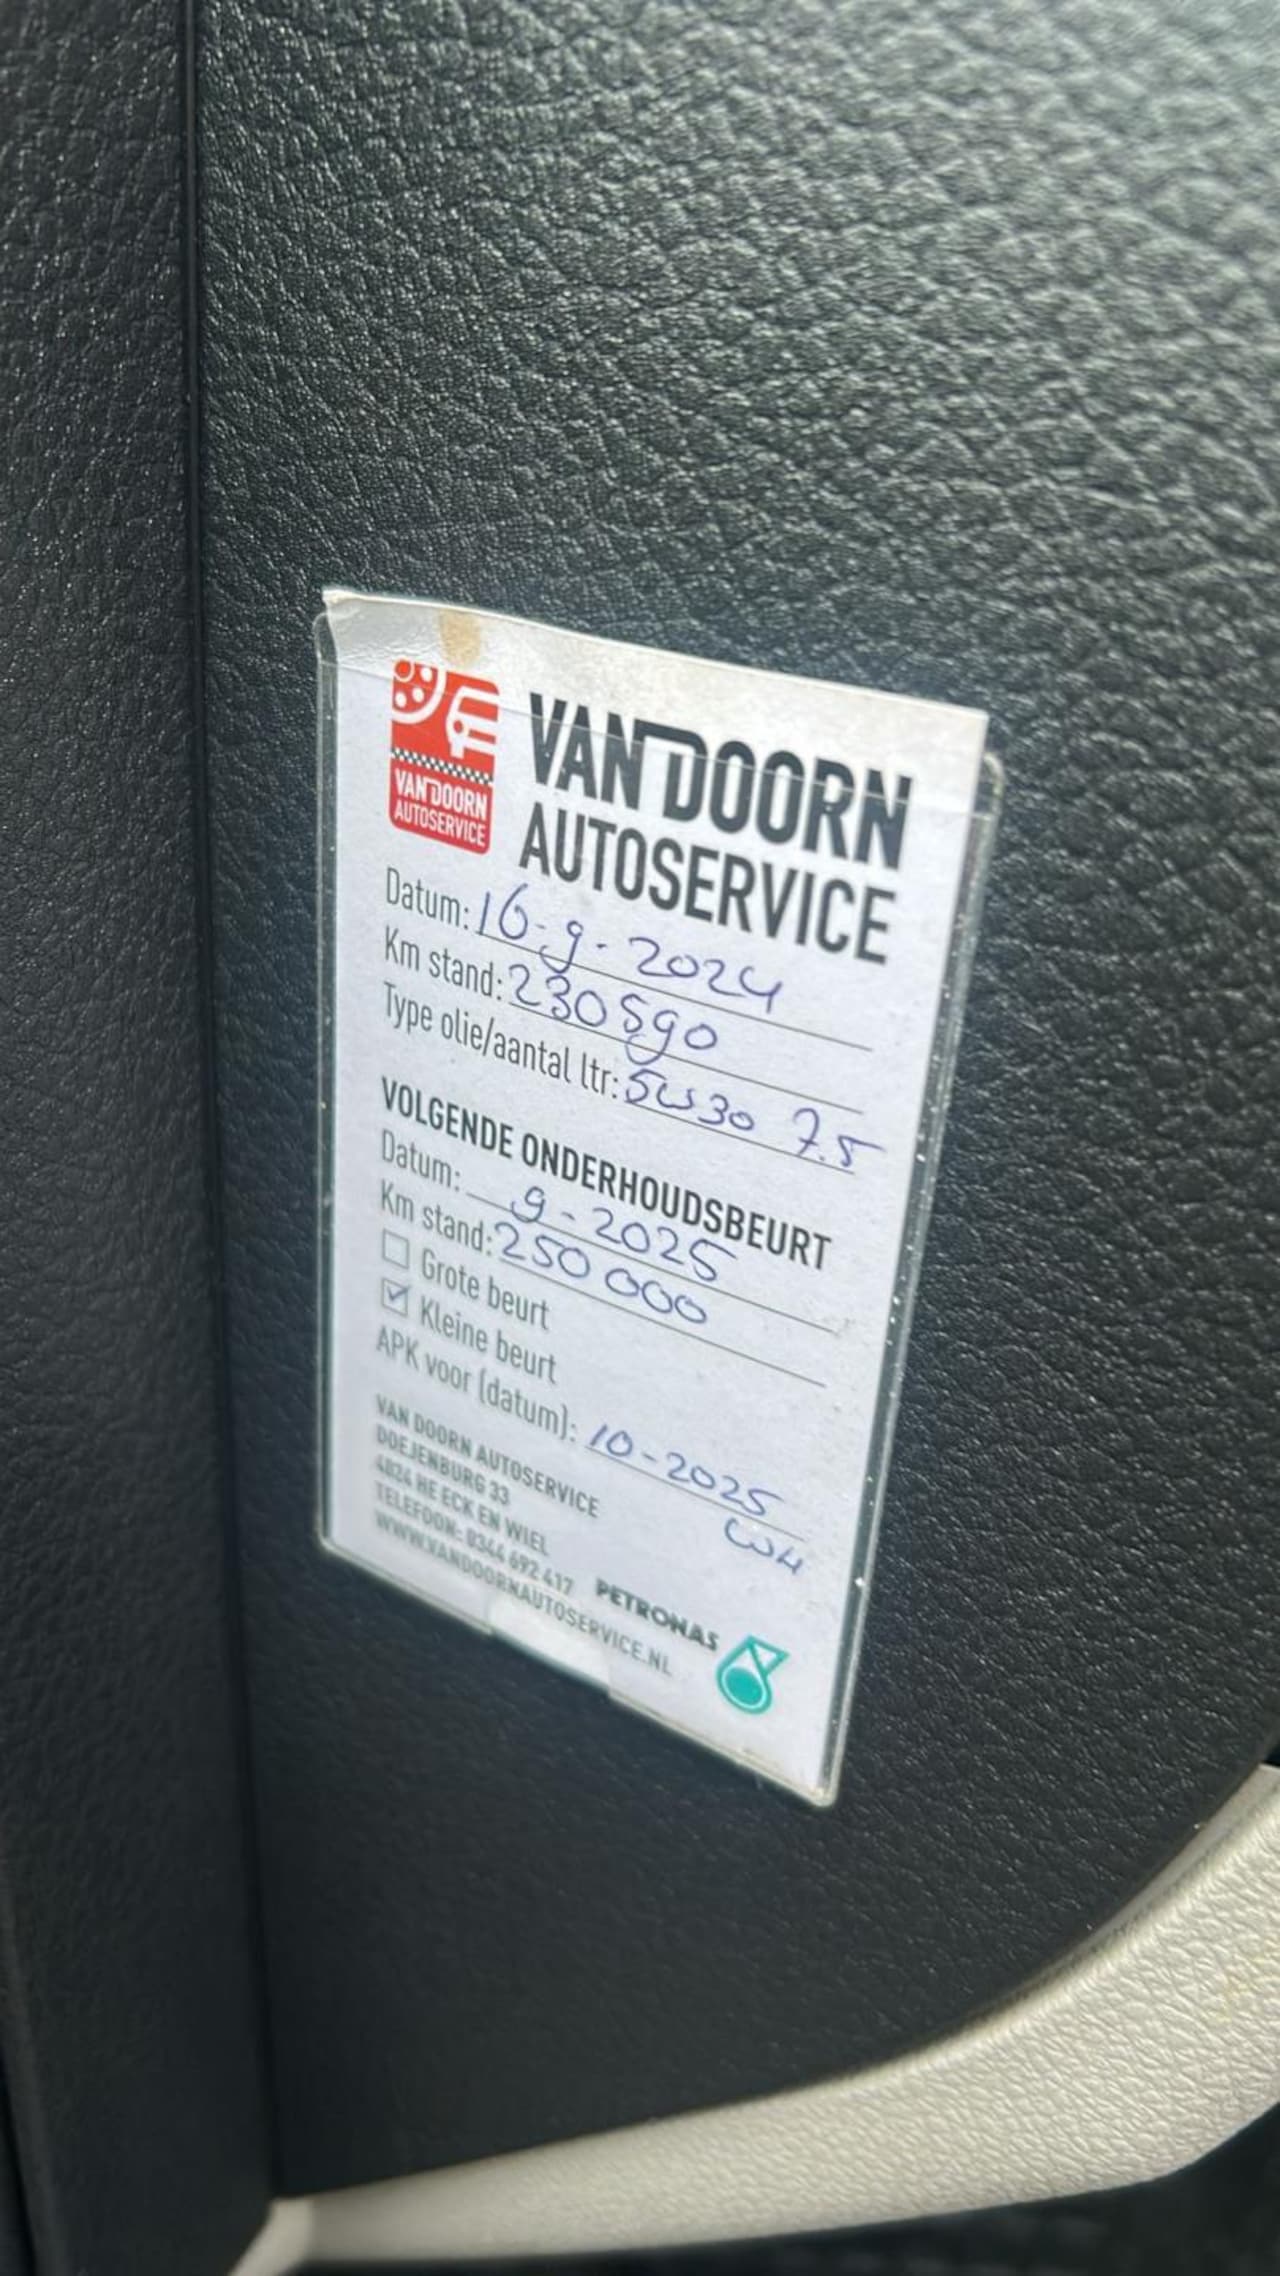 VAN DOORN
AUTOSERVICE
VAN DOORN
AUTOSERVICE
Datum: 16-9-2024
Km stand: 230590
Type olie/aantal ltr: 5W30 7.5
VOLGENDE ONDERHOUDSBEURT
Datum: 9-2025
Km stand: 250 000
Grote beurt
Kleine beurt
APK voor (datum): 10-2025
VAN DOORN AUTOSERVICE
DOEJENBURG 33
4024 HE ECK EN WIEL
TELEFOON: 0344 692 417
WWW.VANDOORNAUTOSERVICE.NL
PETRONAS